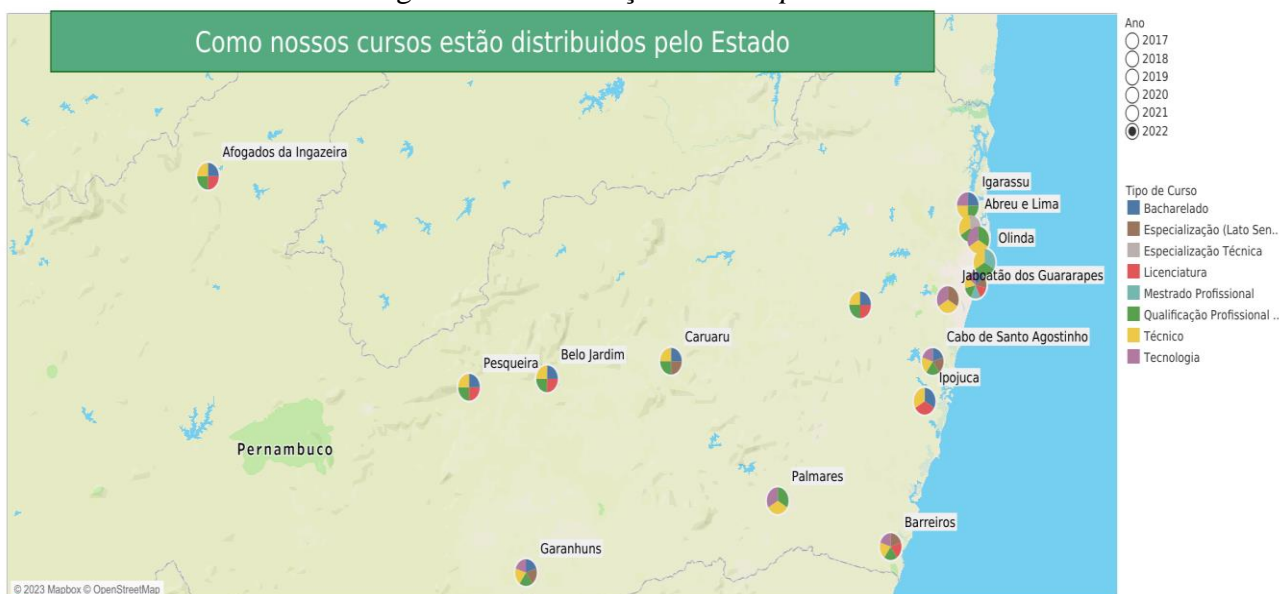 Como nossos cursos estão distribuidos pelo Estado
Afogados da Ingazeira
Igarassu
Abreu e Lima
Olinda
Jaboatão dos Guararapes
Cabo de Santo Agostinho
Ipojuca
Caruaru
Belo Jardim
Pesqueira
Pernambuco
Palmares
Barreiros
Garanhuns
© 2023 Mapbox © OpenStreetMap
Ano
2017
2018
2019
2020
2021
2022
Tipo de Curso
Bacharelado
Especialização (Lato Sen..
Especialização Técnica
Licenciatura
Mestrado Profissional
Qualificação Profissional ..
Técnico
Tecnologia